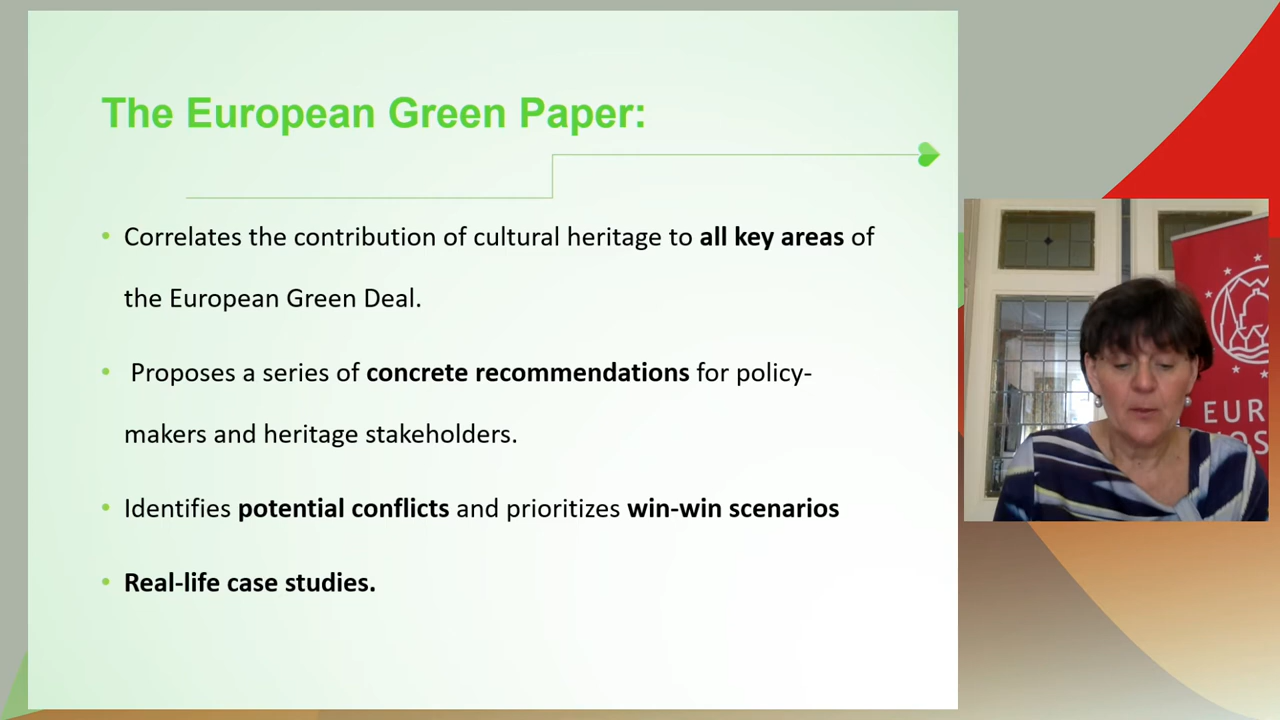 The European Green Paper:
• Correlates the contribution of cultural heritage to all key areas of
the European Green Deal.
• Proposes a series of concrete recommendations for policy-
makers and heritage stakeholders.
• Identifies potential conflicts and prioritizes win-win scenarios
• Real-life case studies.
EUR